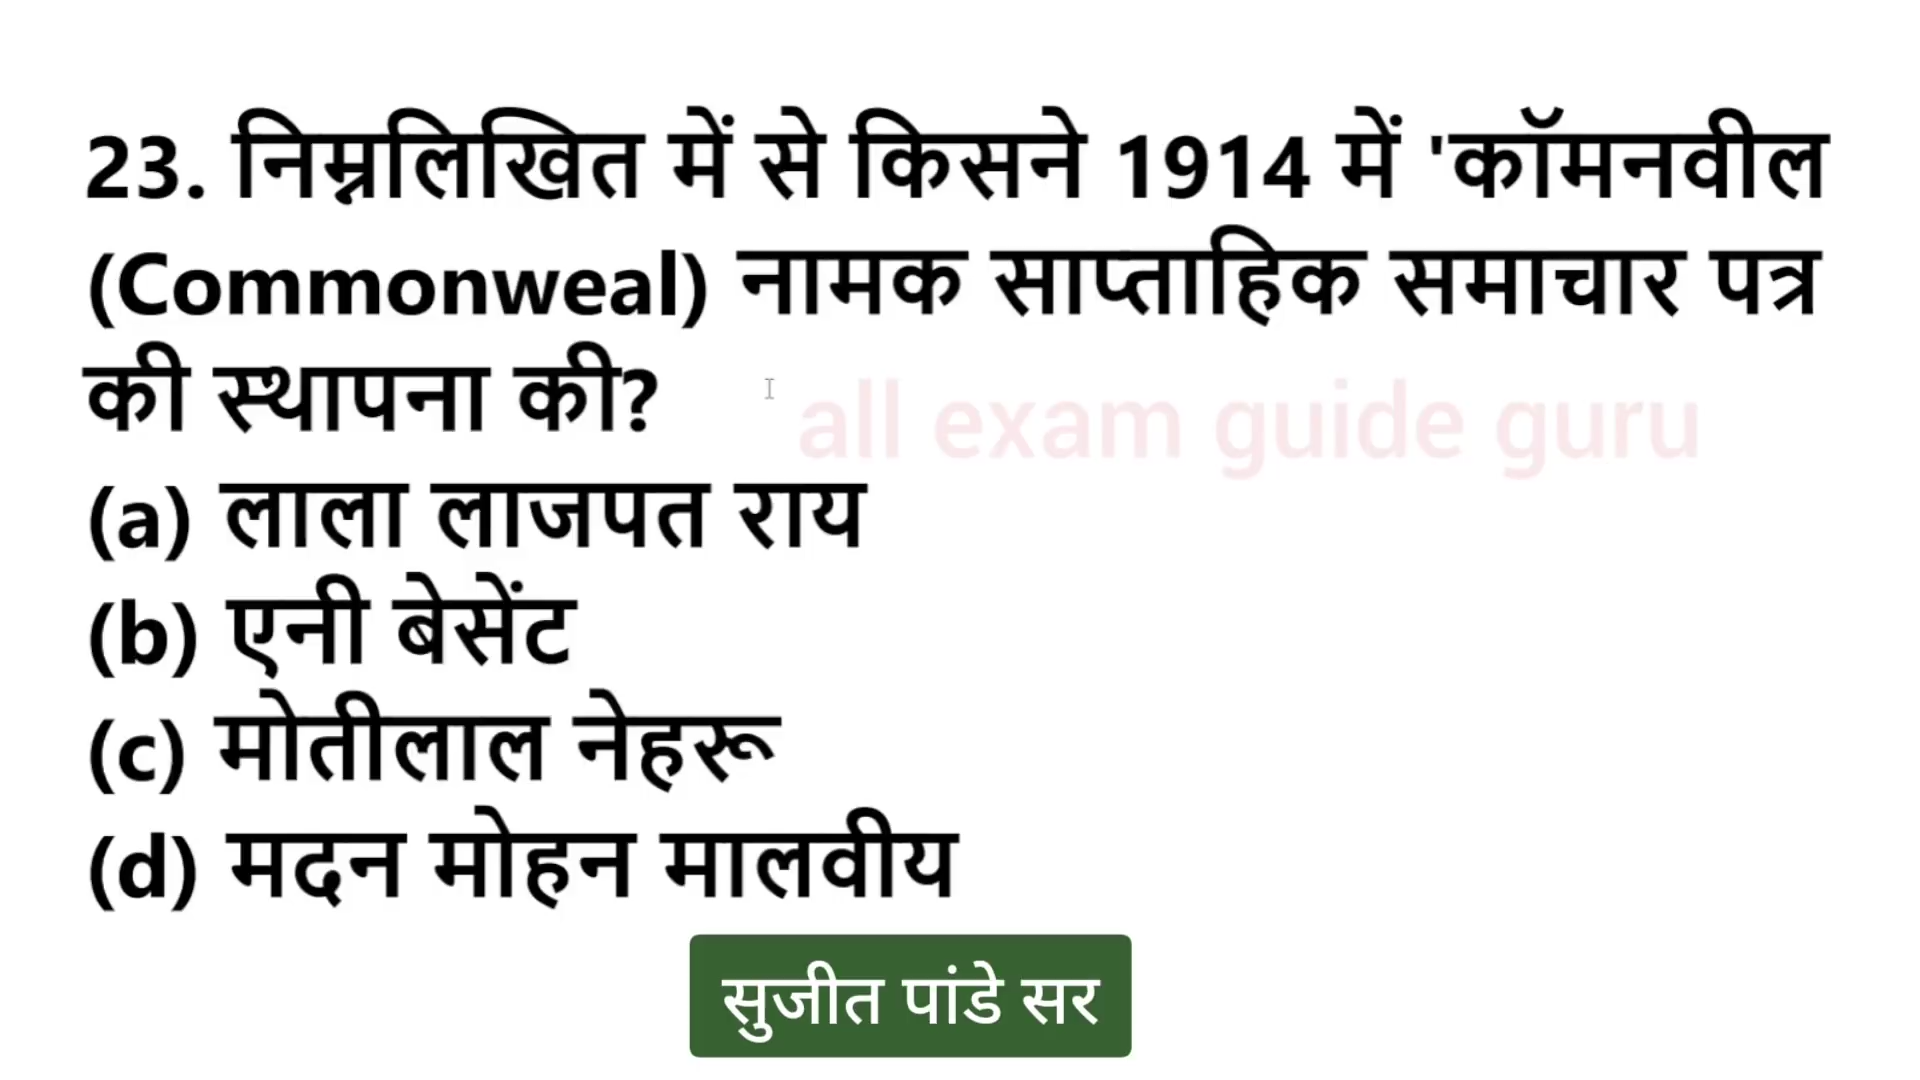 23. निम्नलिखित में से किसने 1914 में 'कॉमनवील
(Commonweal) नामक साप्ताहिक समाचार पत्र
की स्थापना की?
all exam guide guru
(a) लाला लाजपत राय
(b) एनी बेसेंट
(c) मोतीलाल नेहरू
(d) मदन मोहन मालवीय
सुजीत पांडे सर